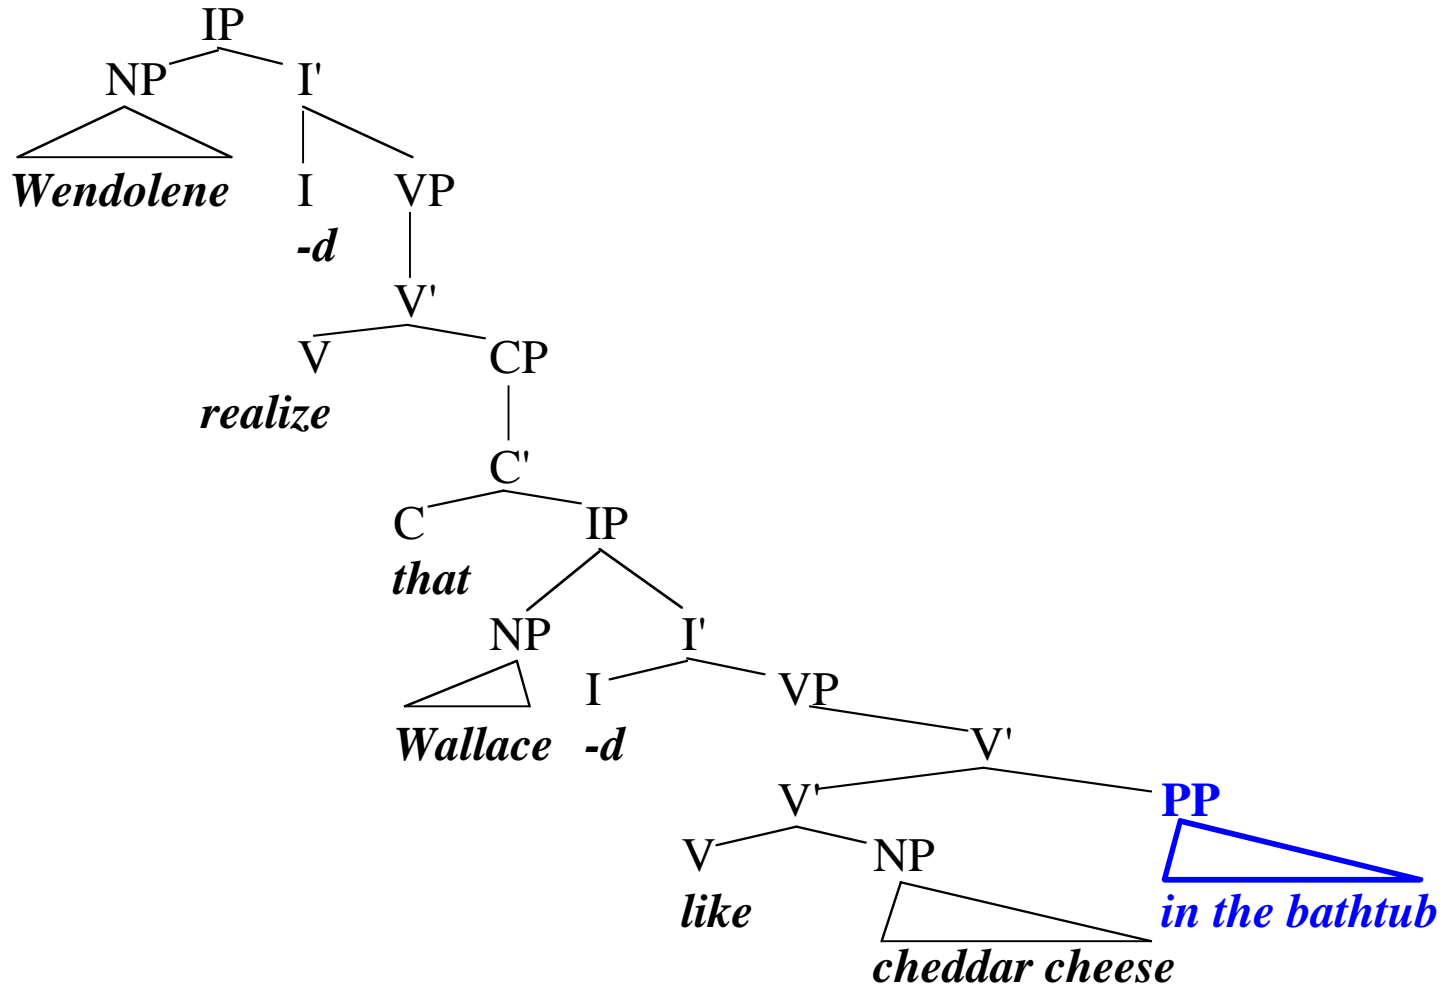 IP
NP I'
Wendolene I VP
-d
V'
V CP
realize
C'
C IP
that
NP I'
I VP
Wallace -d V'
V' PP
V NP
like in the bathtub
cheddar cheese